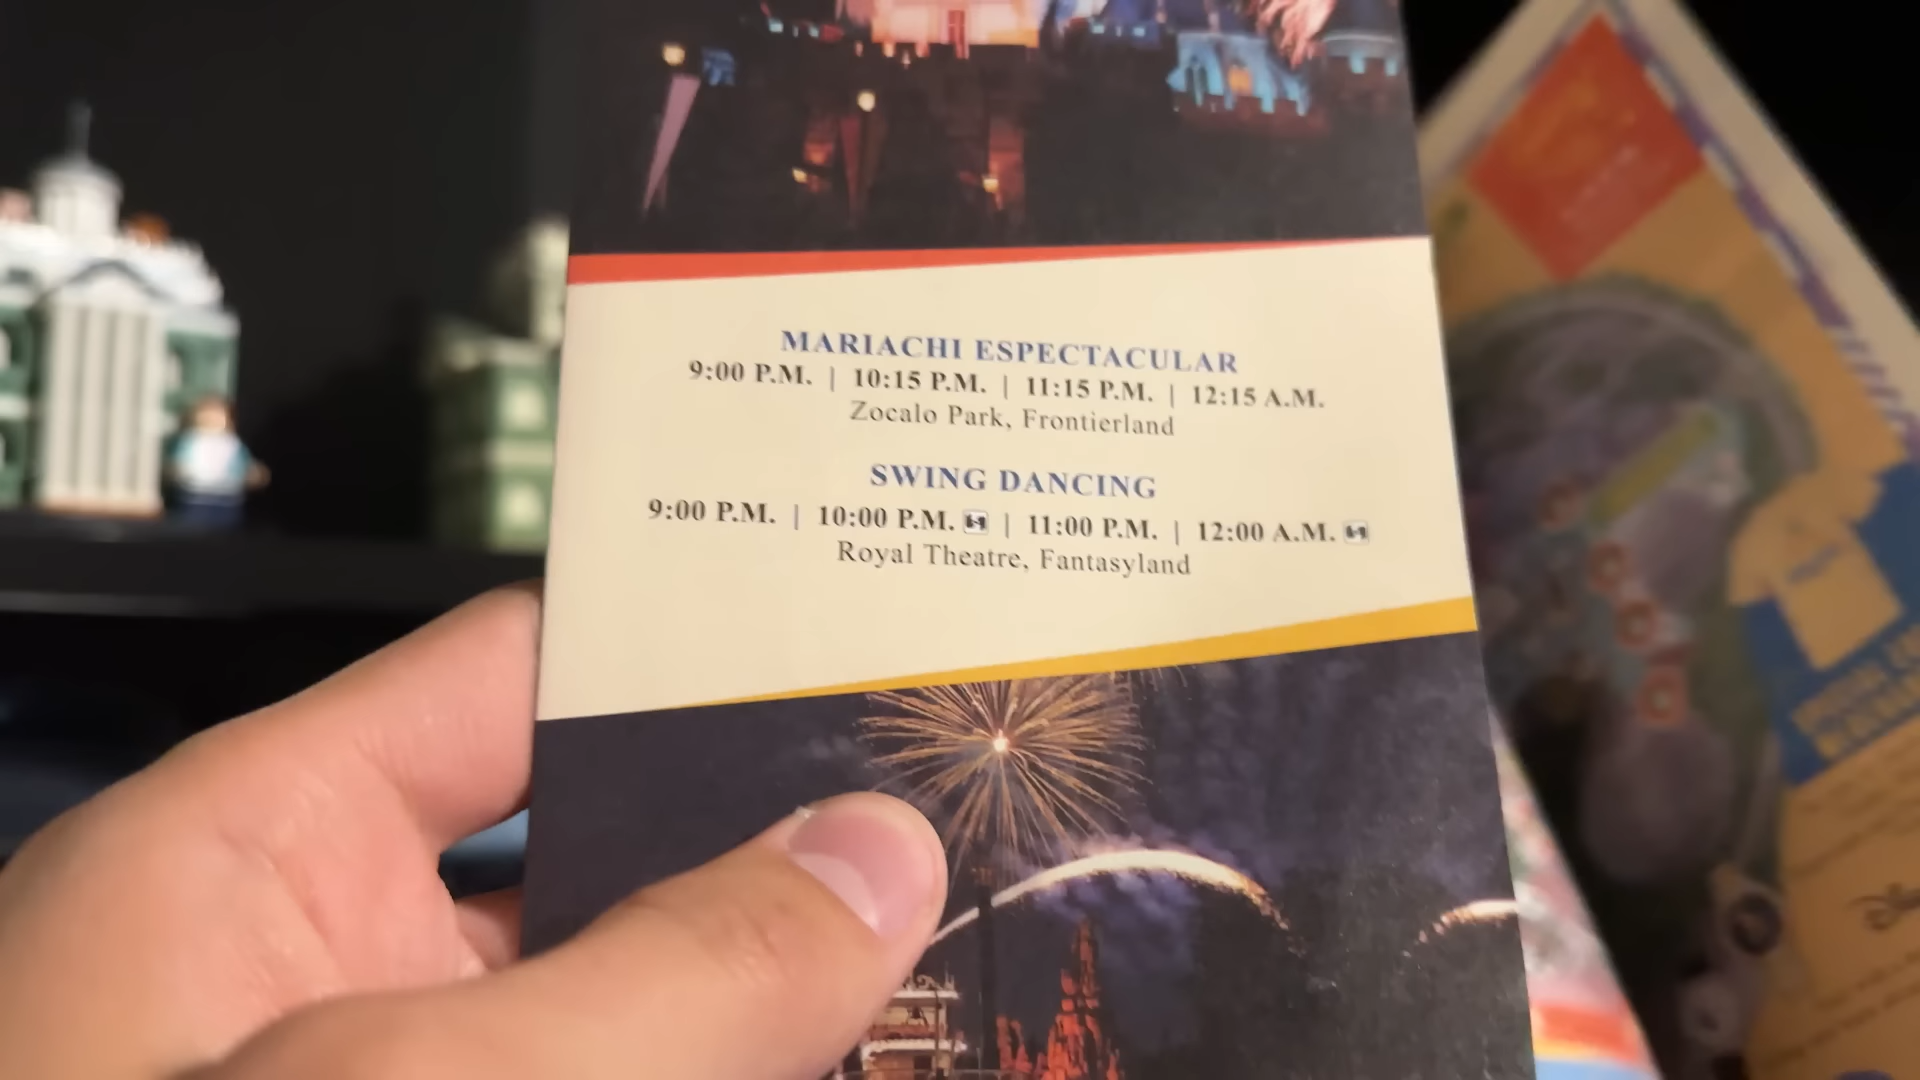 MARIACHI ESPECTACULAR
9:00 P.M. | 10:15 P.M. | 11:15 P.M. | 12:15 A.M.
Zocalo Park, Frontierland
SWING DANCING
9:00 P.M. | 10:00 P.M. | 11:00 P.M. | 12:00 A.M.
Royal Theatre, Fantasyland